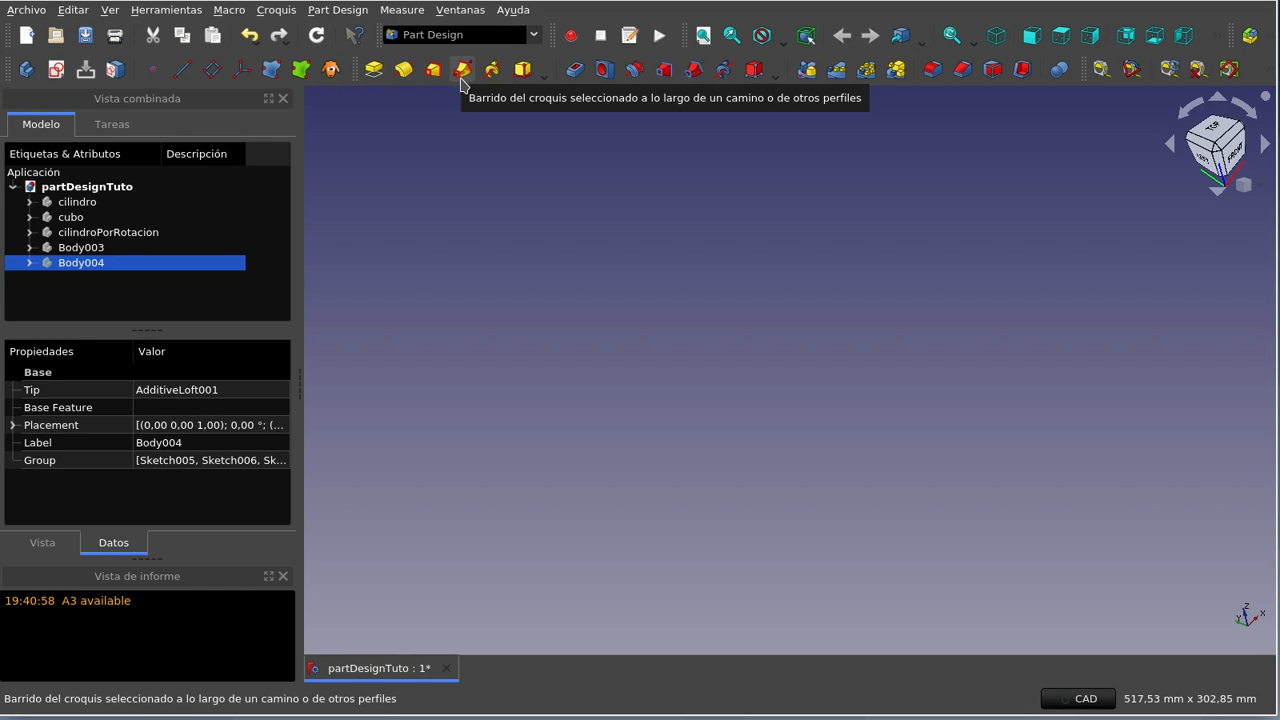 Archivo Editar Ver Herramientas Macro Croquis Part Design Measure Ventanas Ayuda
Part Design
Barrido del croquis seleccionado a lo largo de un camino o de otros perfiles
Vista combinada
Modelo Tareas
Etiquetas & Atributos Descripción
Aplicación
partDesignTuto
cilindro
cubo
cilindroPorRotacion
Body003
Body004
Propiedades Valor
Base
Tip AdditiveLoft001
Base Feature
Placement [(0,00 0,00 1,00); 0,00 °; (...
Label Body004
Group [Sketch005, Sketch006, Sk...
Vista Datos
Vista de informe
19:40:58 A3 available
TOP
FRONT
Z
Y
X
partDesignTuto : 1*
Barrido del croquis seleccionado a lo largo de un camino o de otros perfiles
CAD 517,53 mm x 302,85 mm